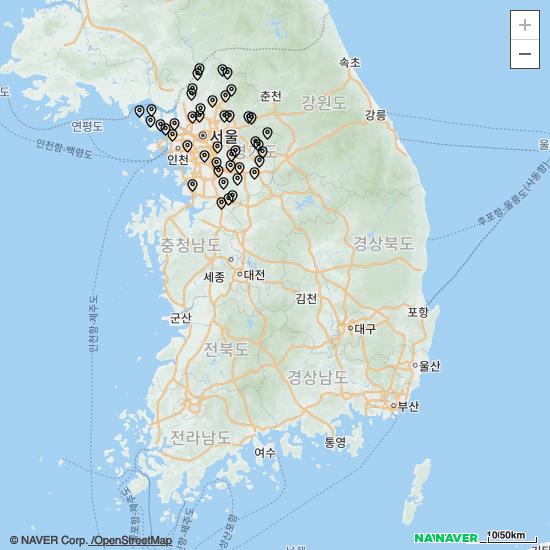 +
−
속초
춘천
강원도
강릉
연평도
인천항-백령도
서울
인천
경기도
울
후포항-울릉도(사동항)
충청남도
경상북도
세종
대전
김천
인천항-제주도
군산
포항
대구
전북도
울산
경상남도
부산
전라남도
여수
통영
© NAVER Corp. /OpenStreetMap
NAVER
10/50km